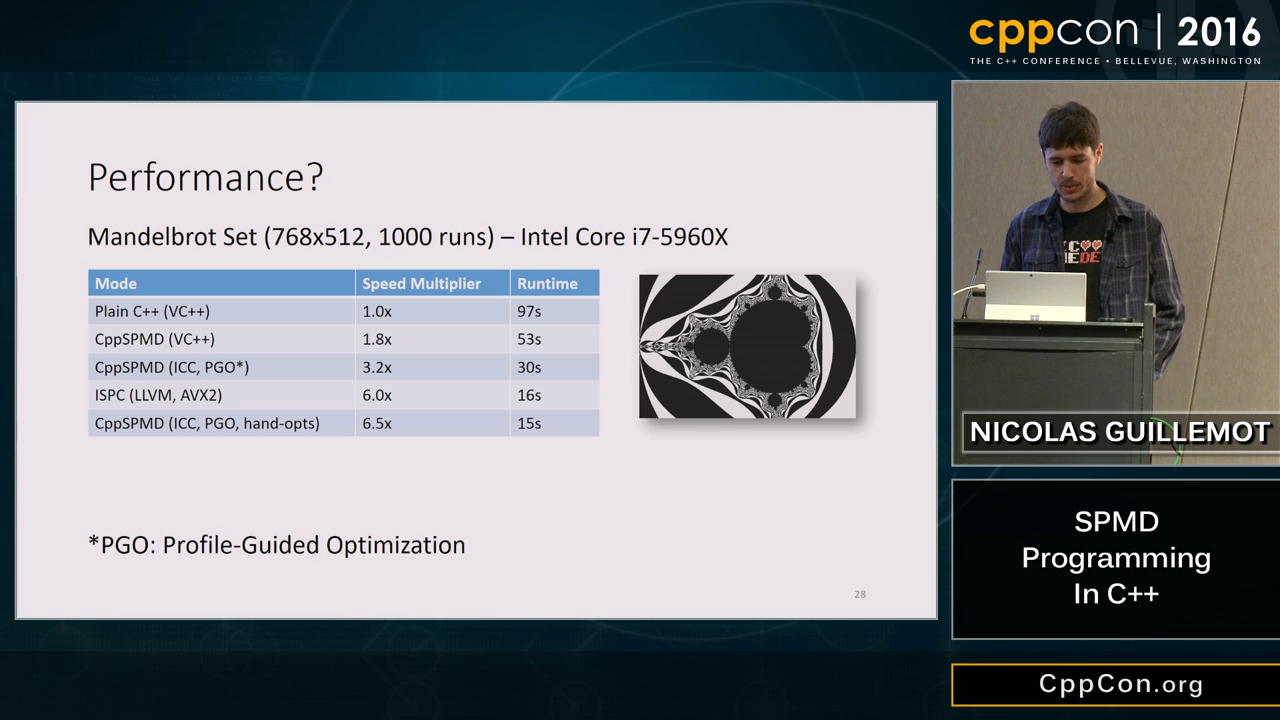 cppcon | 2016
THE C++ CONFERENCE • BELLEVUE, WASHINGTON
Performance?
Mandelbrot Set (768x512, 1000 runs) – Intel Core i7-5960X
Mode Speed Multiplier Runtime
Plain C++ (VC++) 1.0x 97s
CppSPMD (VC++) 1.8x 53s
CppSPMD (ICC, PGO*) 3.2x 30s
ISPC (LLVM, AVX2) 6.0x 16s
CppSPMD (ICC, PGO, hand-opts) 6.5x 15s
*PGO: Profile-Guided Optimization
28
NICOLAS GUILLEMOT
SPMD
Programming
In C++
CppCon.org